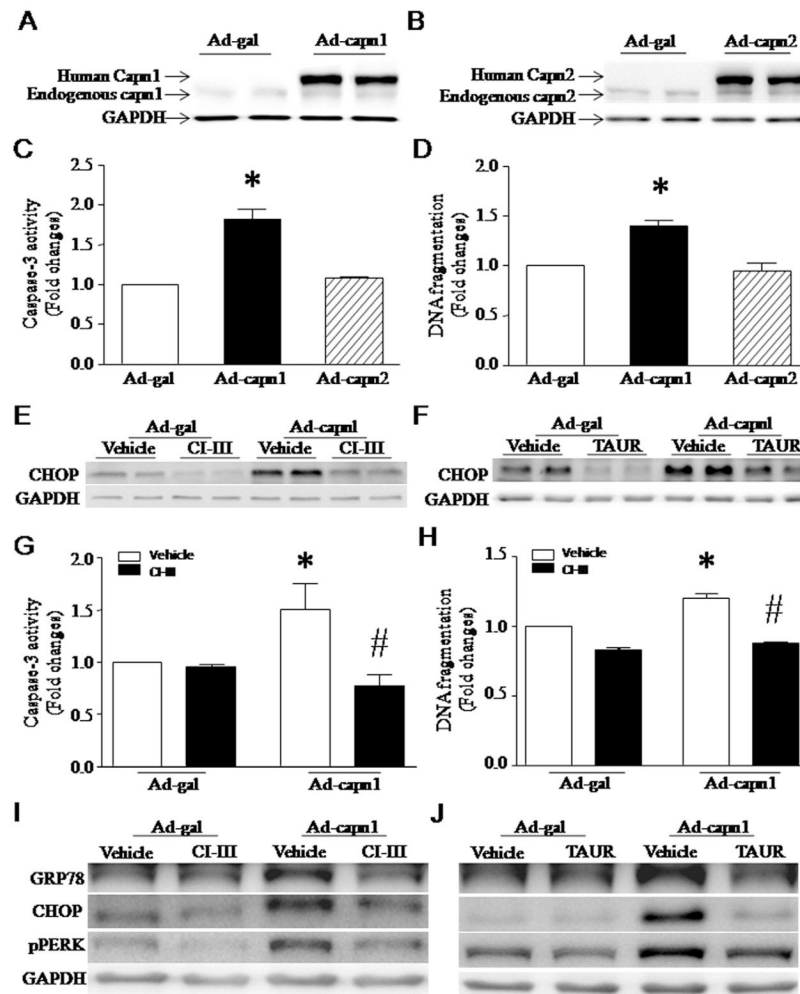 A
Ad-gal Ad-capn1
Human Capn1
Endogenous capn1
GAPDH
B
Ad-gal Ad-capn2
Human Capn2
Endogenous capn2
GAPDH
C
Caspase-3 activity
(Fold changes)
2.5
2.0
1.5
1.0
0.5
0.0
*
Ad-gal Ad-capn1 Ad-capn2
D
DNA fragmentation
(Fold changes)
2.0
1.5
1.0
0.5
0.0
*
Ad-gal Ad-capn1 Ad-capn2
E
Ad-gal Ad-capn1
Vehicle CI-III Vehicle CI-III
CHOP
GAPDH
F
Ad-gal Ad-capn1
Vehicle TAUR Vehicle TAUR
CHOP
GAPDH
G
Caspase-3 activity
(Fold changes)
2.0
1.5
1.0
0.5
0.0
Vehicle
CI-III
*
#
Ad-gal Ad-capn1
H
DNA fragmentation
(Fold changes)
1.5
1.0
0.5
0.0
Vehicle
CI-III
*
#
Ad-gal Ad-capn1
I
Ad-gal Ad-capn1
Vehicle CI-III Vehicle CI-III
GRP78
CHOP
pPERK
GAPDH
J
Ad-gal Ad-capn1
Vehicle TAUR Vehicle TAUR